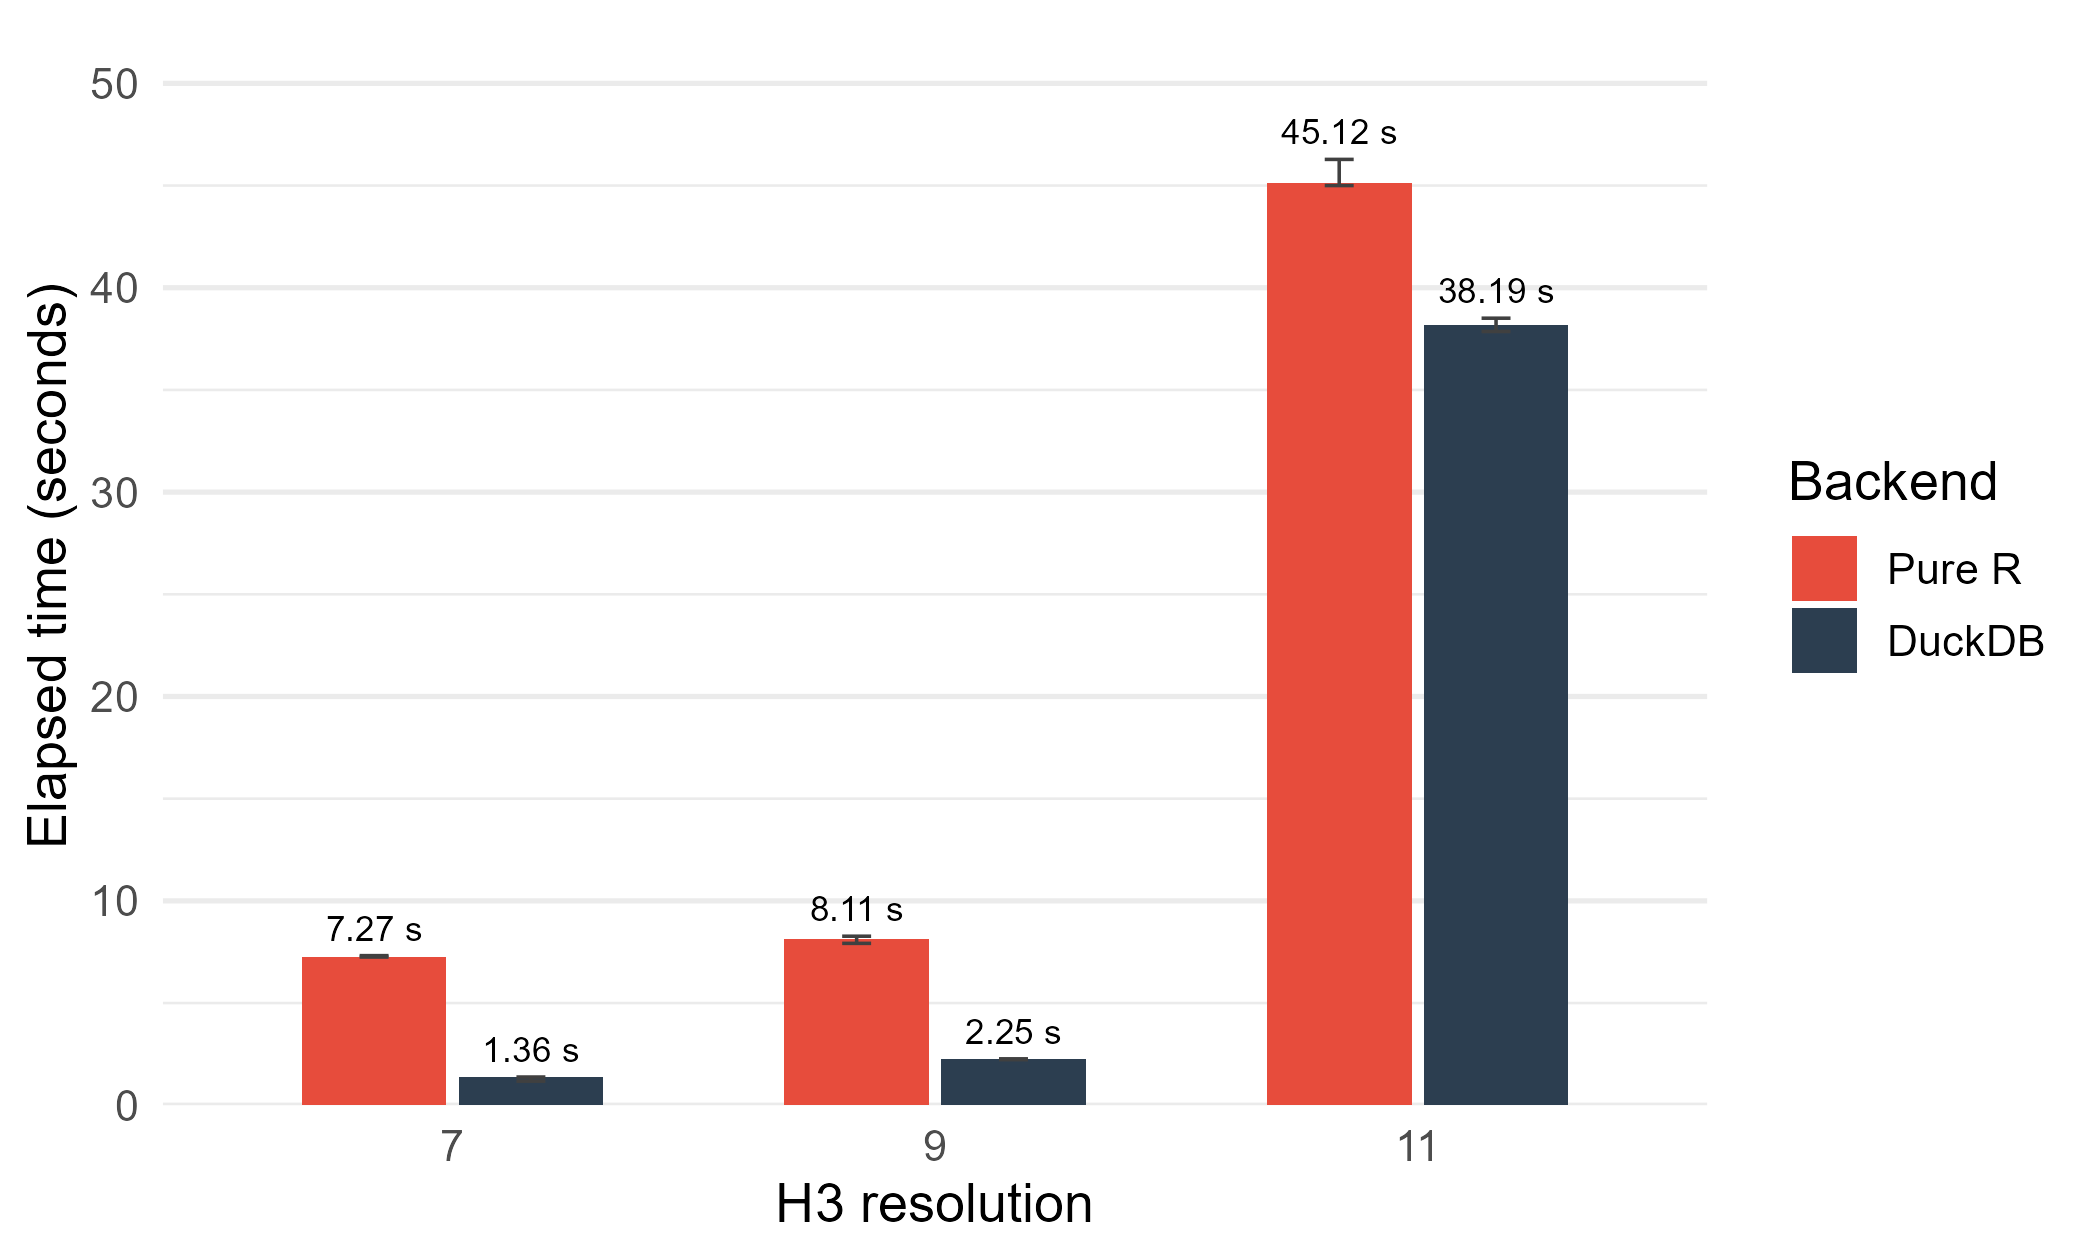 50
40
30
20
10
0
Elapsed time (seconds)
7.27 s
1.36 s
8.11 s
2.25 s
45.12 s
38.19 s
7
9
11
H3 resolution
Backend
Pure R
DuckDB